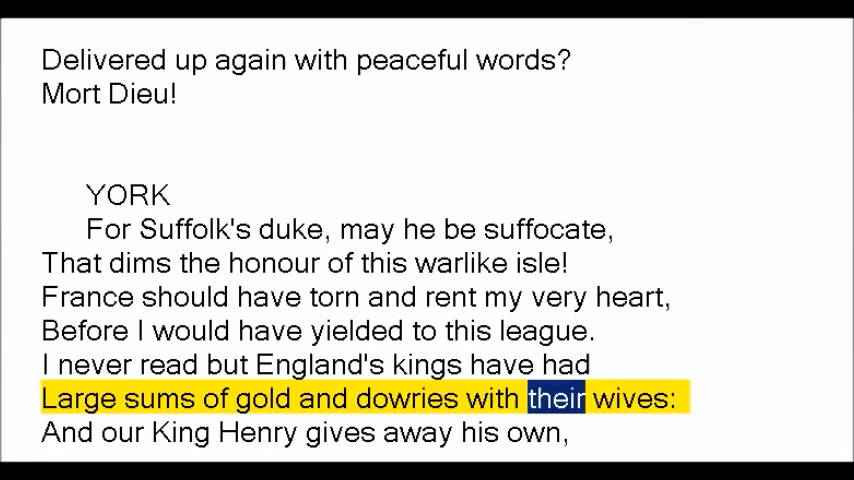 Delivered up again with peaceful words?
Mort Dieu!
YORK
For Suffolk's duke, may he be suffocate,
That dims the honour of this warlike isle!
France should have torn and rent my very heart,
Before I would have yielded to this league.
I never read but England's kings have had
Large sums of gold and dowries with their wives:
And our King Henry gives away his own,